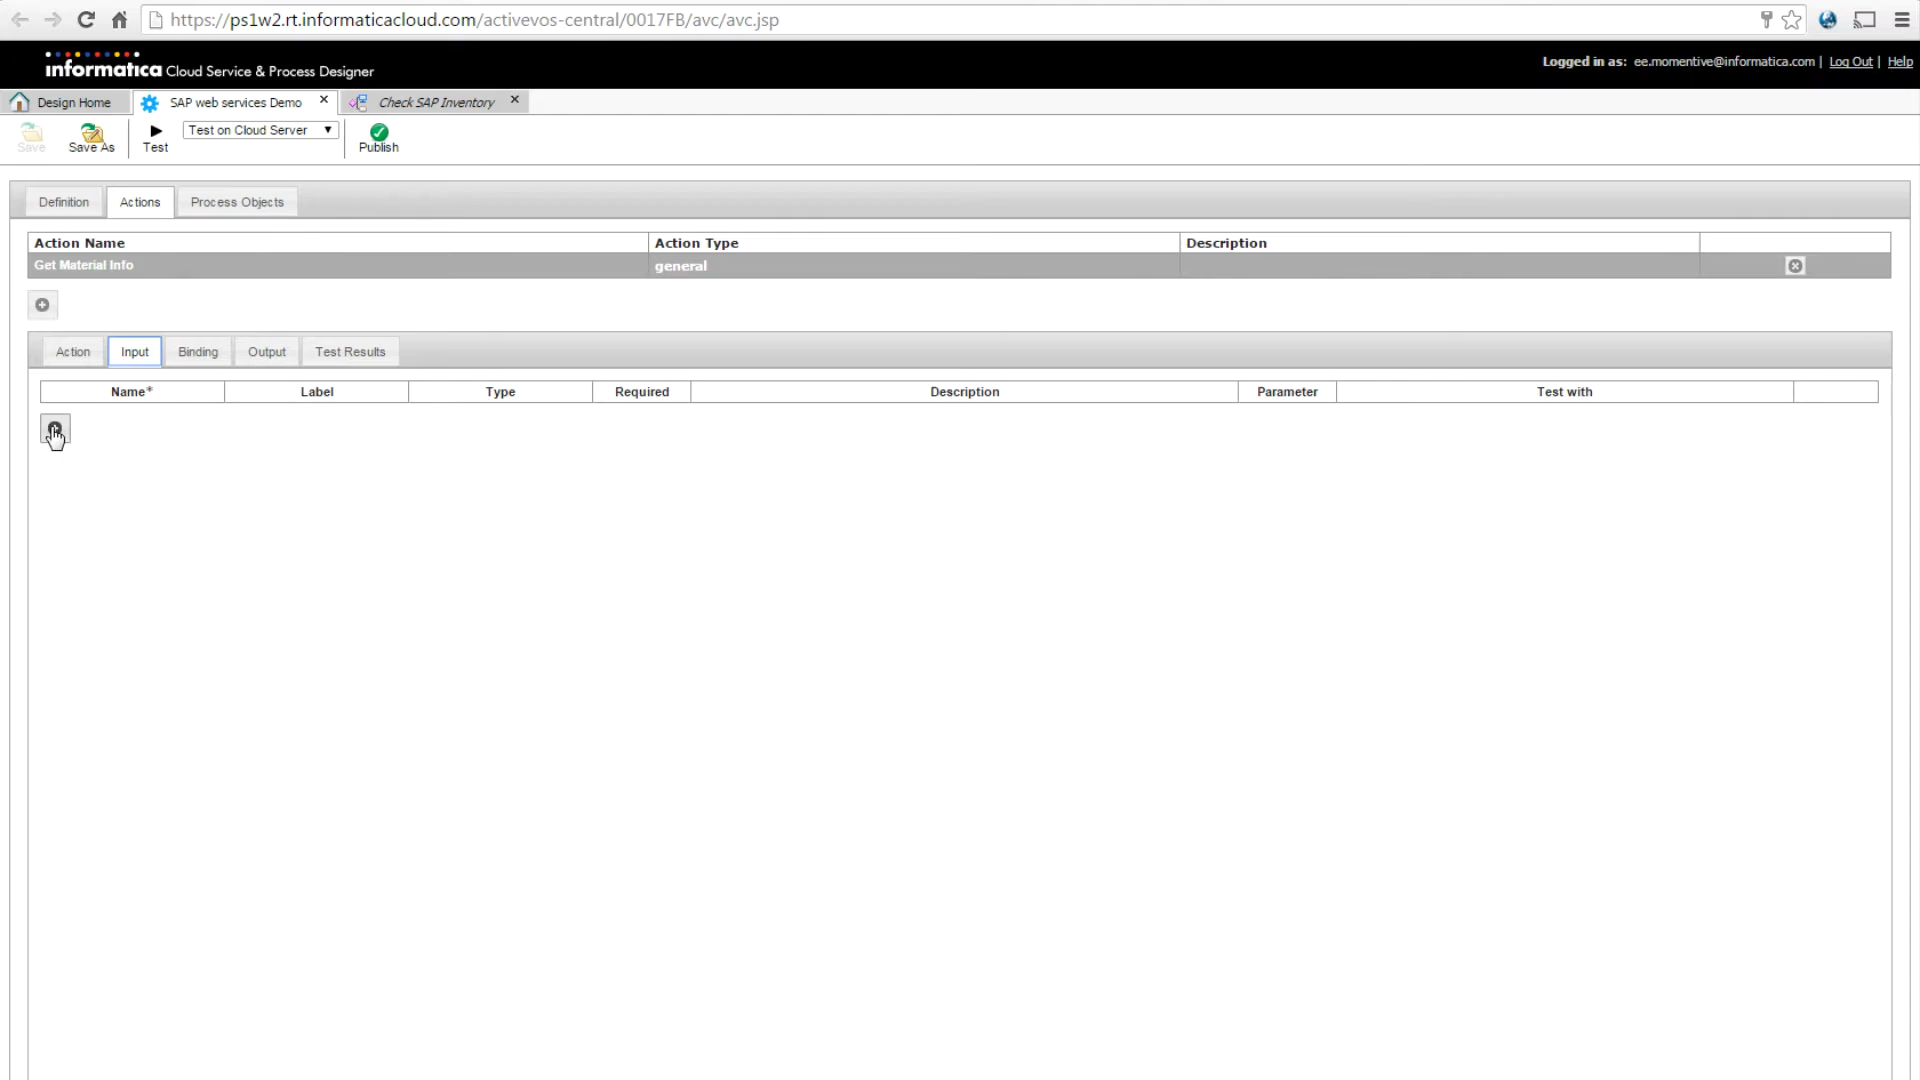 https://ps1w2.rt.informaticacloud.com/activevos-central/0017FB/avc/avc.jsp
informatica Cloud Service & Process Designer
Logged in as: ee.momentive@informatica.com | Log Out | Help
Design Home
SAP web services Demo
Check SAP Inventory
Save
Save As
Test
Test on Cloud Server
Publish
Definition
Actions
Process Objects
Action Name Action Type Description
Get Material Info general
Action
Input
Binding
Output
Test Results
Name* Label Type Required Description Parameter Test with